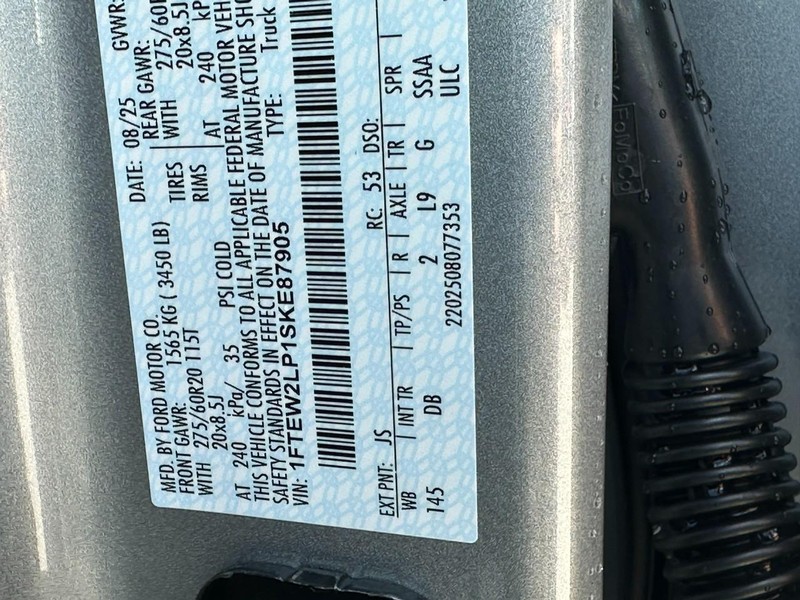 MFD. BY FORD MOTOR CO.
DATE: 08/25 GVWR:
FRONT GAWR: 1565 KG ( 3450 LB) REAR GAWR:
WITH 275/60R20 115T TIRES WITH 275/60R
20x8.5J RIMS 20x8.5J
AT 240 kPa/ 35 PSI COLD AT 240 kP
THIS VEHICLE CONFORMS TO ALL APPLICABLE FEDERAL MOTOR VEH
SAFETY STANDARDS IN EFFECT ON THE DATE OF MANUFACTURE SHO
VIN: 1FTEW2LP1SKE87905 TYPE: Truck
EXT PNT: JS RC: 53 DSO:
WB INT TR TP/PS R AXLE TR SPR
145 DB 2 L9 G SSAA
2202508077353 ULC
FoMoCo